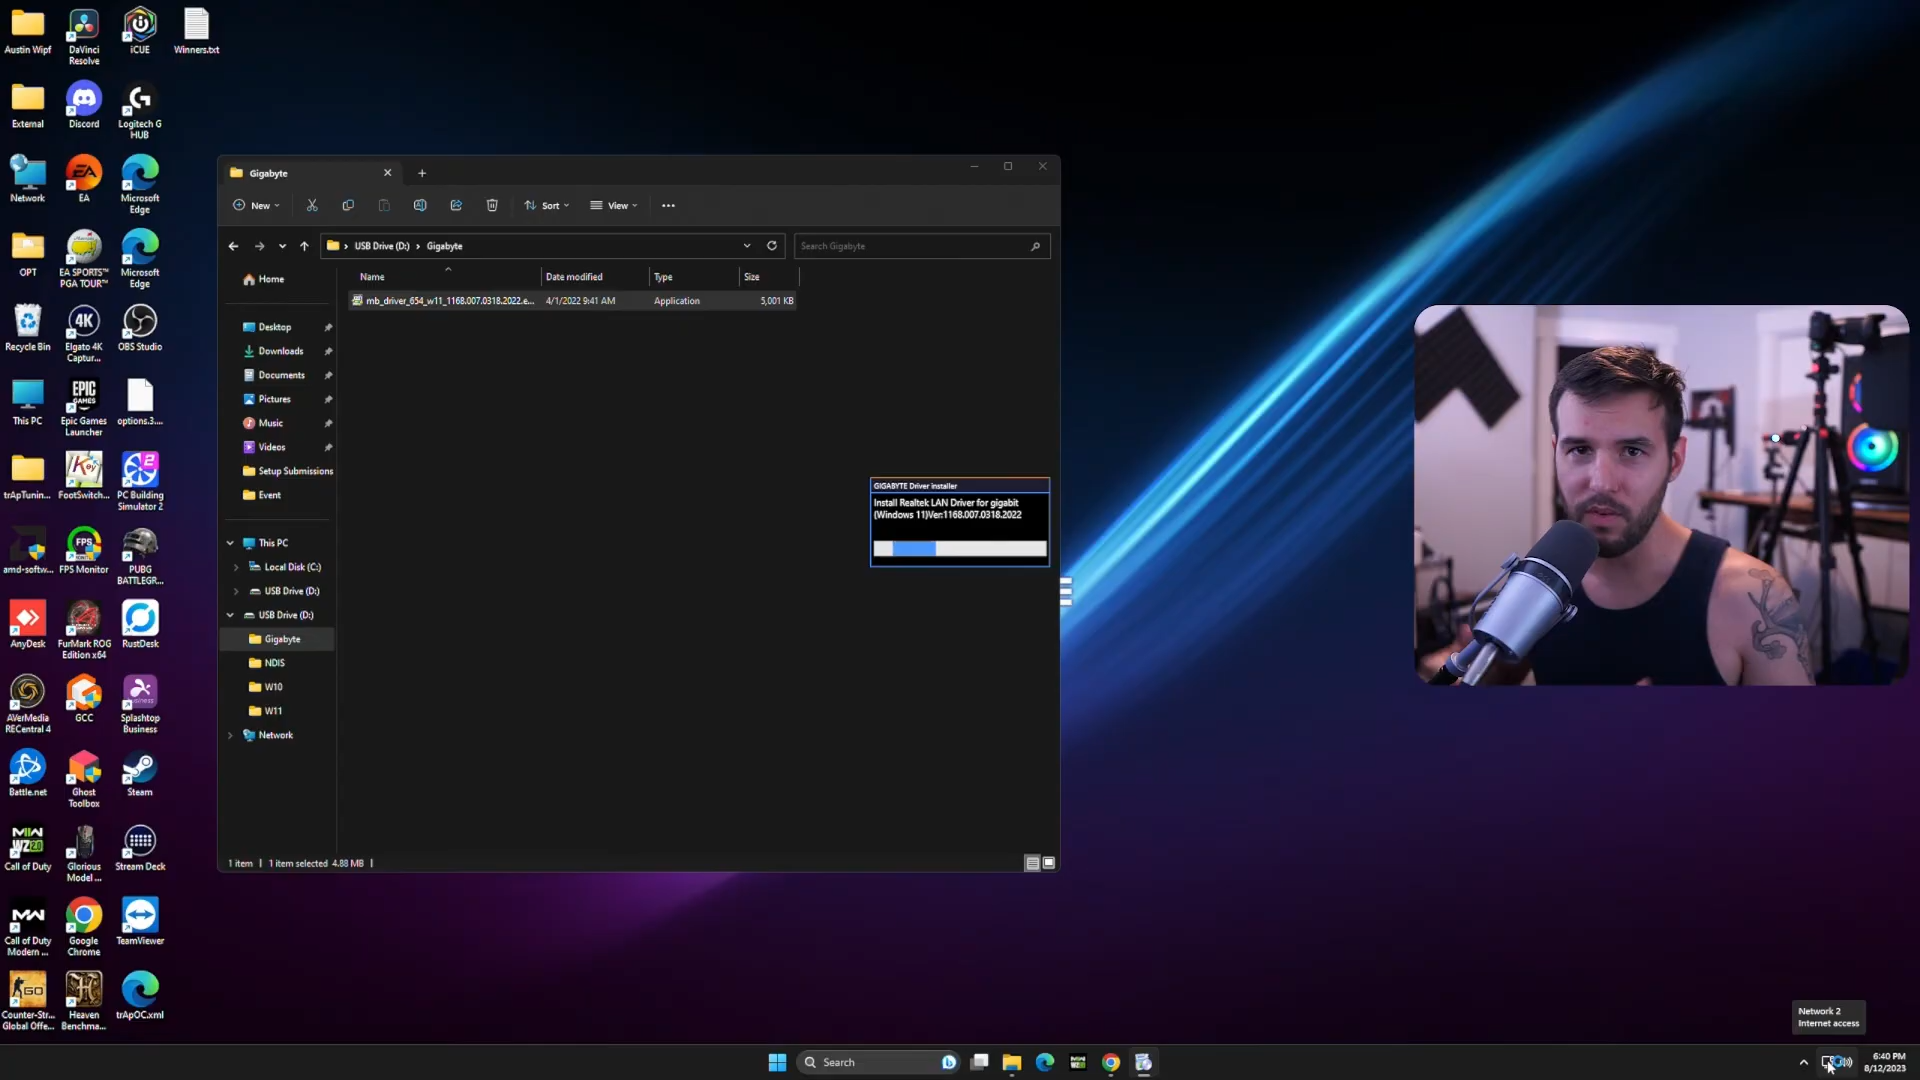 Austin Wipf
DaVinci Resolve
iCUE
Winners.txt
External
Discord
Logitech G HUB
Network
EA
Microsoft Edge
OPT
EA SPORTS™ PGA TOUR™
Microsoft Edge
Recycle Bin
Elgato 4K Captur...
OBS Studio
This PC
Epic Games Launcher
options.3....
trApTunin...
FootSwitch...
PC Building Simulator 2
amd-softw...
FPS Monitor
PUBG BATTLEGR...
AnyDesk
FurMark ROG Edition x64
RustDesk
AVerMedia RECentral 4
GCC
Splashtop Business
Battle.net
Ghost Toolbox
Steam
Call of Duty
Glorious Model ...
Stream Deck
Call of Duty Modern ...
Google Chrome
TeamViewer
Counter-Str... Global Offe...
Heaven Benchma...
trApOC.xml
Gigabyte
New
Sort
View
USB Drive (D:) > Gigabyte
Search Gigabyte
Name Date modified Type Size
mb_driver_654_w11_1168.007.0318.2022.e... 4/1/2022 9:41 AM Application 5,001 KB
Home
Desktop
Downloads
Documents
Pictures
Music
Videos
Setup Submissions
Event
This PC
Local Disk (C:)
USB Drive (D:)
USB Drive (D:)
Gigabyte
NDIS
W10
W11
Network
1 item | 1 item selected 4.88 MB |
GIGABYTE Driver Installer
Install Realtek LAN Driver for gigabit
(Windows 11)Ver:1168.007.0318.2022
Network 2
Internet access
Search
6:40 PM
8/12/2023